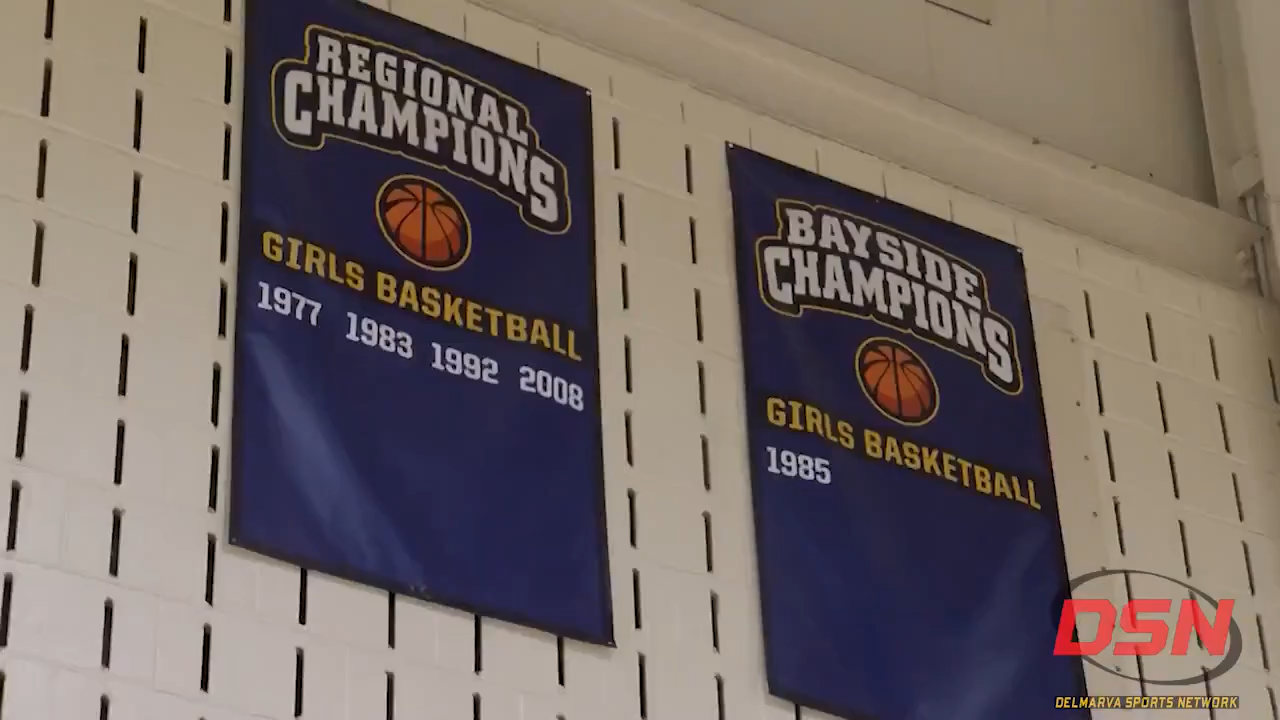 REGIONAL
CHAMPIONS
GIRLS BASKETBALL
1977 1983 1992 2008
BAYSIDE
CHAMPIONS
GIRLS BASKETBALL
1985
DSN
DELMARVA SPORTS NETWORK